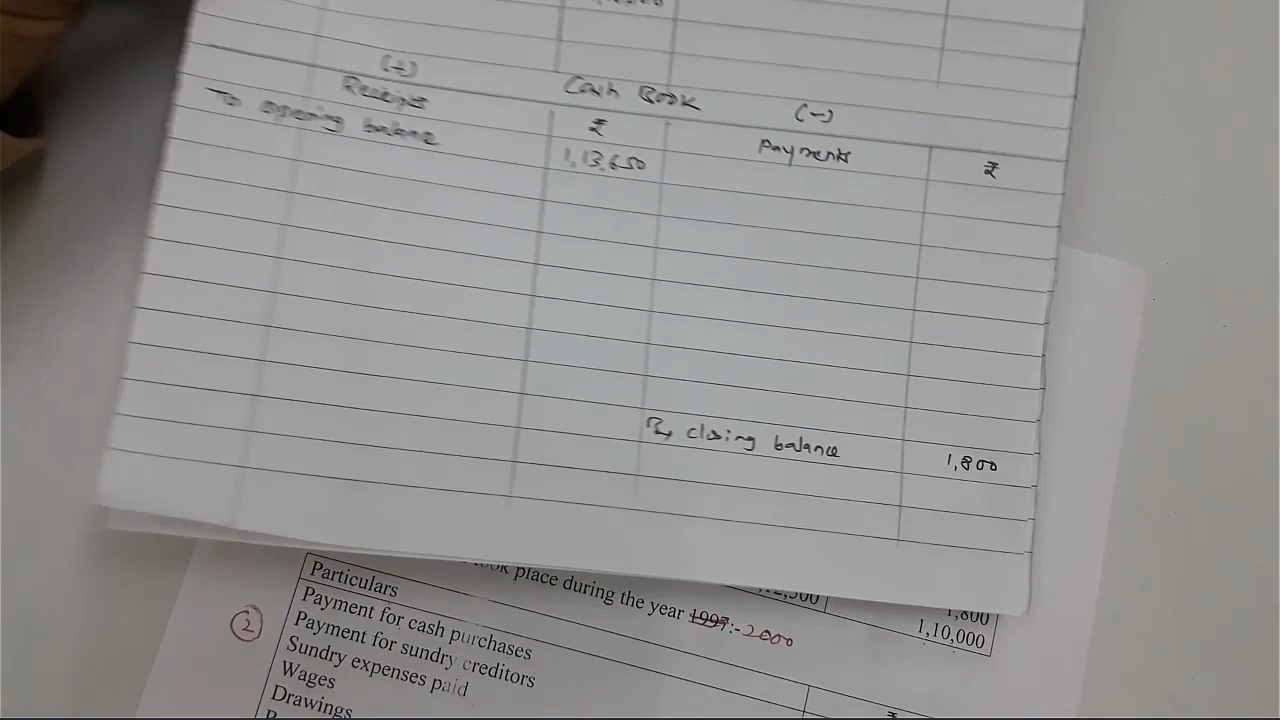 (+) Cash Book (-)
Receipts ₹ Payments ₹
To opening balance 1,13,650
By closing balance 1,800
took place during the year 1997:- 2000
1,800
1,10,000
Particulars
② Payment for cash purchases
Payment for sundry creditors
Sundry expenses paid
Wages
Drawings
₹